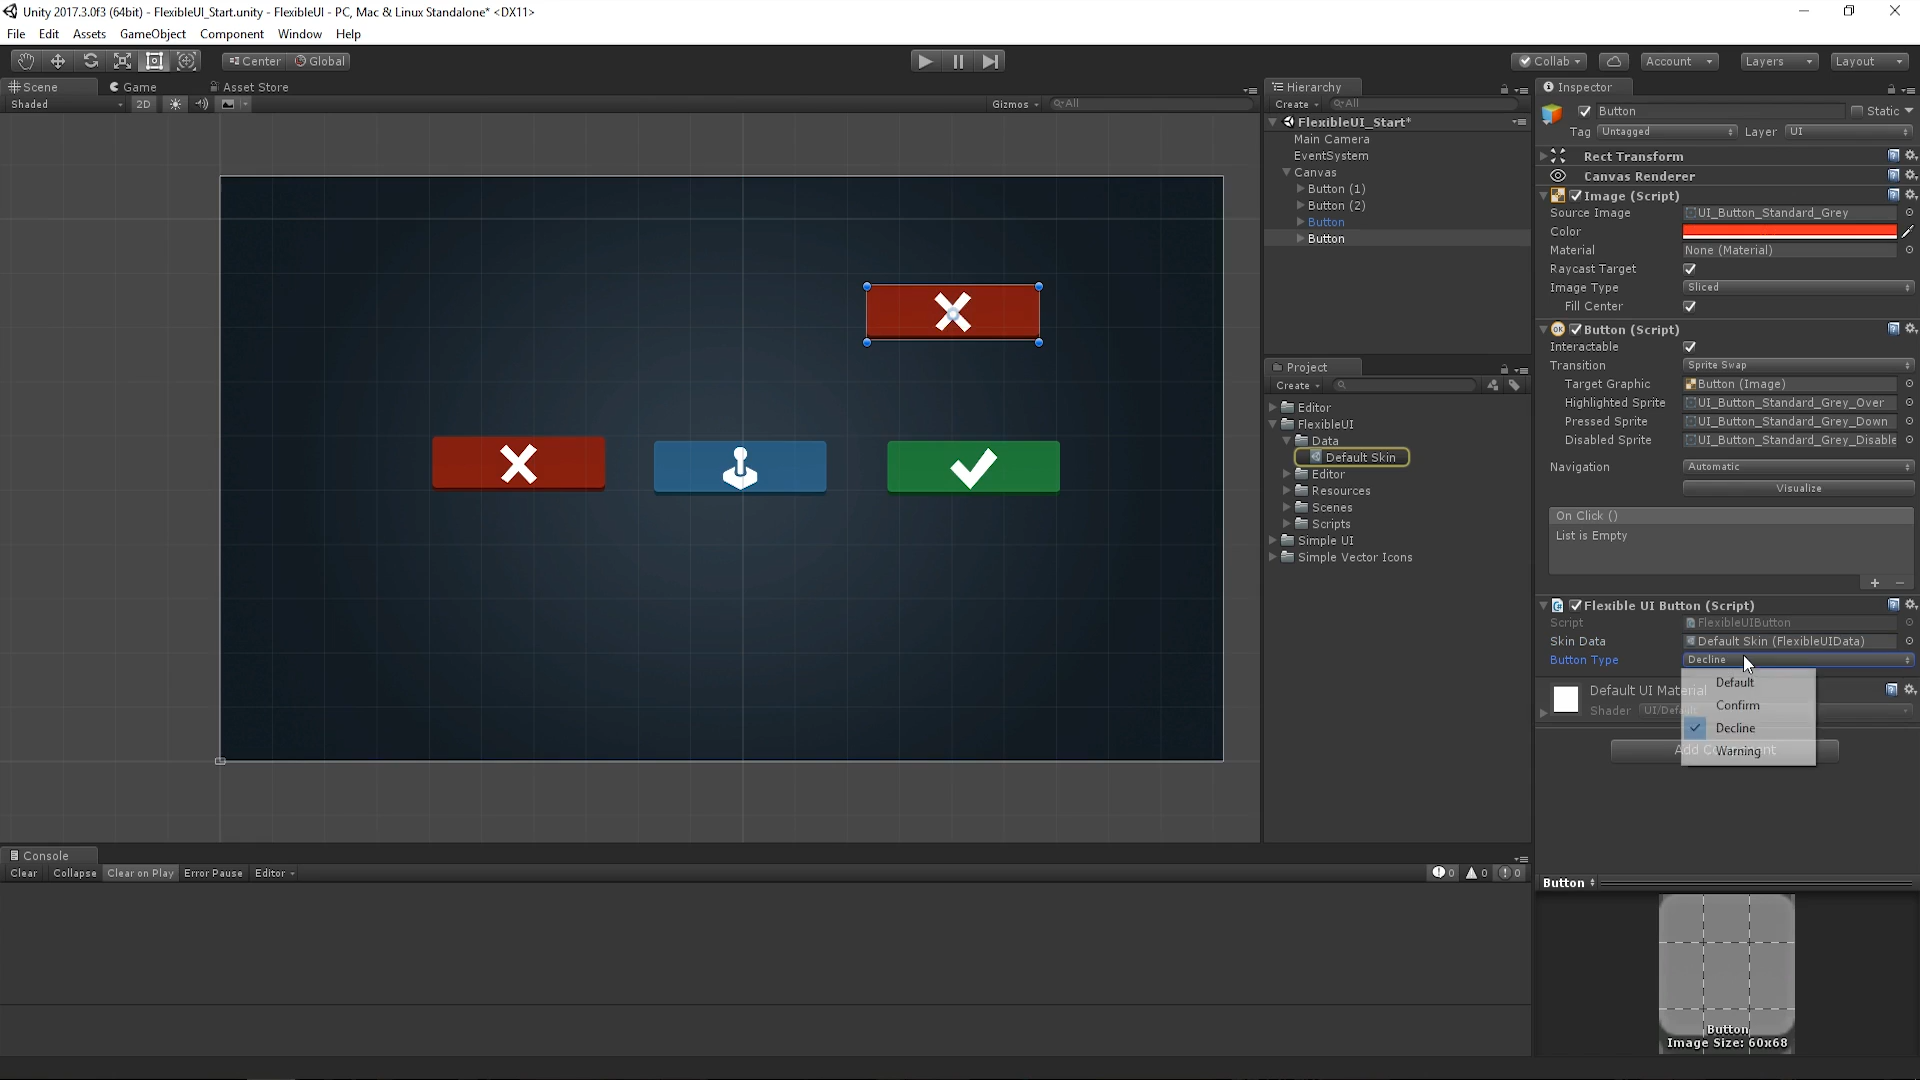 Unity 2017.3.0f3 (64bit) - FlexibleUI_Start.unity - FlexibleUI - PC, Mac & Linux Standalone* <DX11>
File Edit Assets GameObject Component Window Help
Center Global
Collab Account Layers Layout
Scene Game Asset Store
Shaded 2D Gizmos All
Hierarchy
Create All
FlexibleUI_Start*
Main Camera
EventSystem
Canvas
Button (1)
Button (2)
Button
Button
Project
Create
Editor
FlexibleUI
Data
Default Skin
Editor
Resources
Scenes
Scripts
Simple UI
Simple Vector Icons
Inspector
Button Static
Tag Untagged Layer UI
Rect Transform
Canvas Renderer
Image (Script)
Source Image UI_Button_Standard_Grey
Color
Material None (Material)
Raycast Target
Image Type Sliced
Fill Center
OK Button (Script)
Interactable
Transition Sprite Swap
Target Graphic Button (Image)
Highlighted Sprite UI_Button_Standard_Grey_Over
Pressed Sprite UI_Button_Standard_Grey_Down
Disabled Sprite UI_Button_Standard_Grey_Disable
Navigation Automatic
Visualize
On Click ()
List is Empty
+ −
Flexible UI Button (Script)
Script FlexibleUIButton
Skin Data Default Skin (FlexibleUIData)
Button Type Decline
Default
Confirm
Decline
Warning
Default UI Material
Shader
Console
Clear Collapse Clear on Play Error Pause Editor
0 0 0
Button
Button
Image Size: 60x68